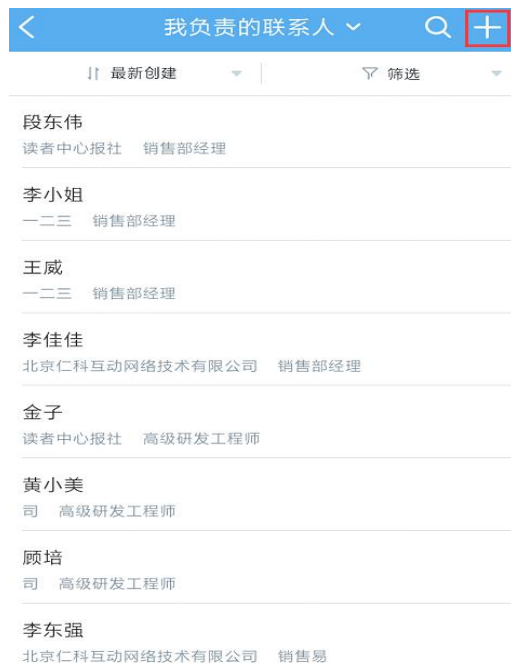 我负责的联系人
最新创建 筛选
段东伟
读者中心报社 销售部经理
李小姐
一二三 销售部经理
王威
一二三 销售部经理
李佳佳
北京仁科互动网络技术有限公司 销售部经理
金子
读者中心报社 高级研发工程师
黄小美
司 高级研发工程师
顾培
司 高级研发工程师
李东强
北京仁科互动网络技术有限公司 销售易